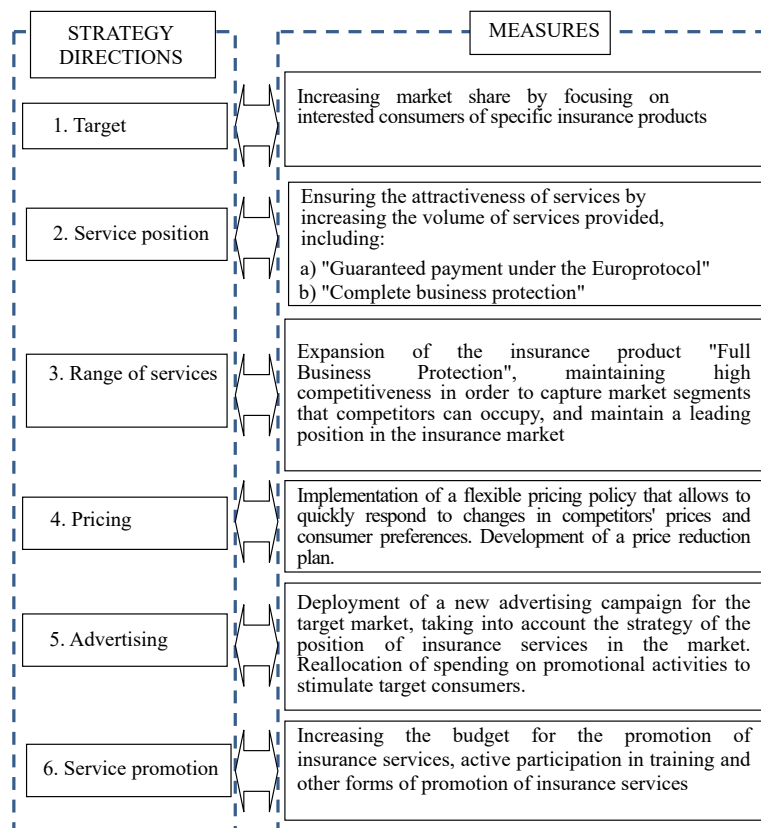 STRATEGY
DIRECTIONS
MEASURES
1. Target
Increasing market share by focusing on
interested consumers of specific insurance products
2. Service position
Ensuring the attractiveness of services by
increasing the volume of services provided,
including:
a) "Guaranteed payment under the Europrotocol"
b) "Complete business protection"
3. Range of services
Expansion of the insurance product "Full
Business Protection", maintaining high
competitiveness in order to capture market segments
that competitors can occupy, and maintain a leading
position in the insurance market
4. Pricing
Implementation of a flexible pricing policy that allows to
quickly respond to changes in competitors' prices and
consumer preferences. Development of a price reduction
plan.
5. Advertising
Deployment of a new advertising campaign for the
target market, taking into account the strategy of the
position of insurance services in the market.
Reallocation of spending on promotional activities to
stimulate target consumers.
6. Service promotion
Increasing the budget for the promotion of
insurance services, active participation in training and
other forms of promotion of insurance services